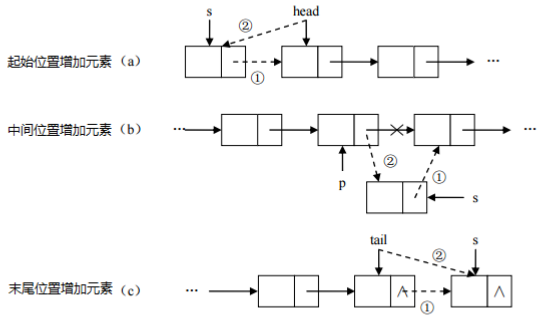 s head
②
起始位置增加元素（a） ① …
中间位置增加元素（b） … …
② ①
p s
tail s
②
末尾位置增加元素（c） … ∧ ∧
①